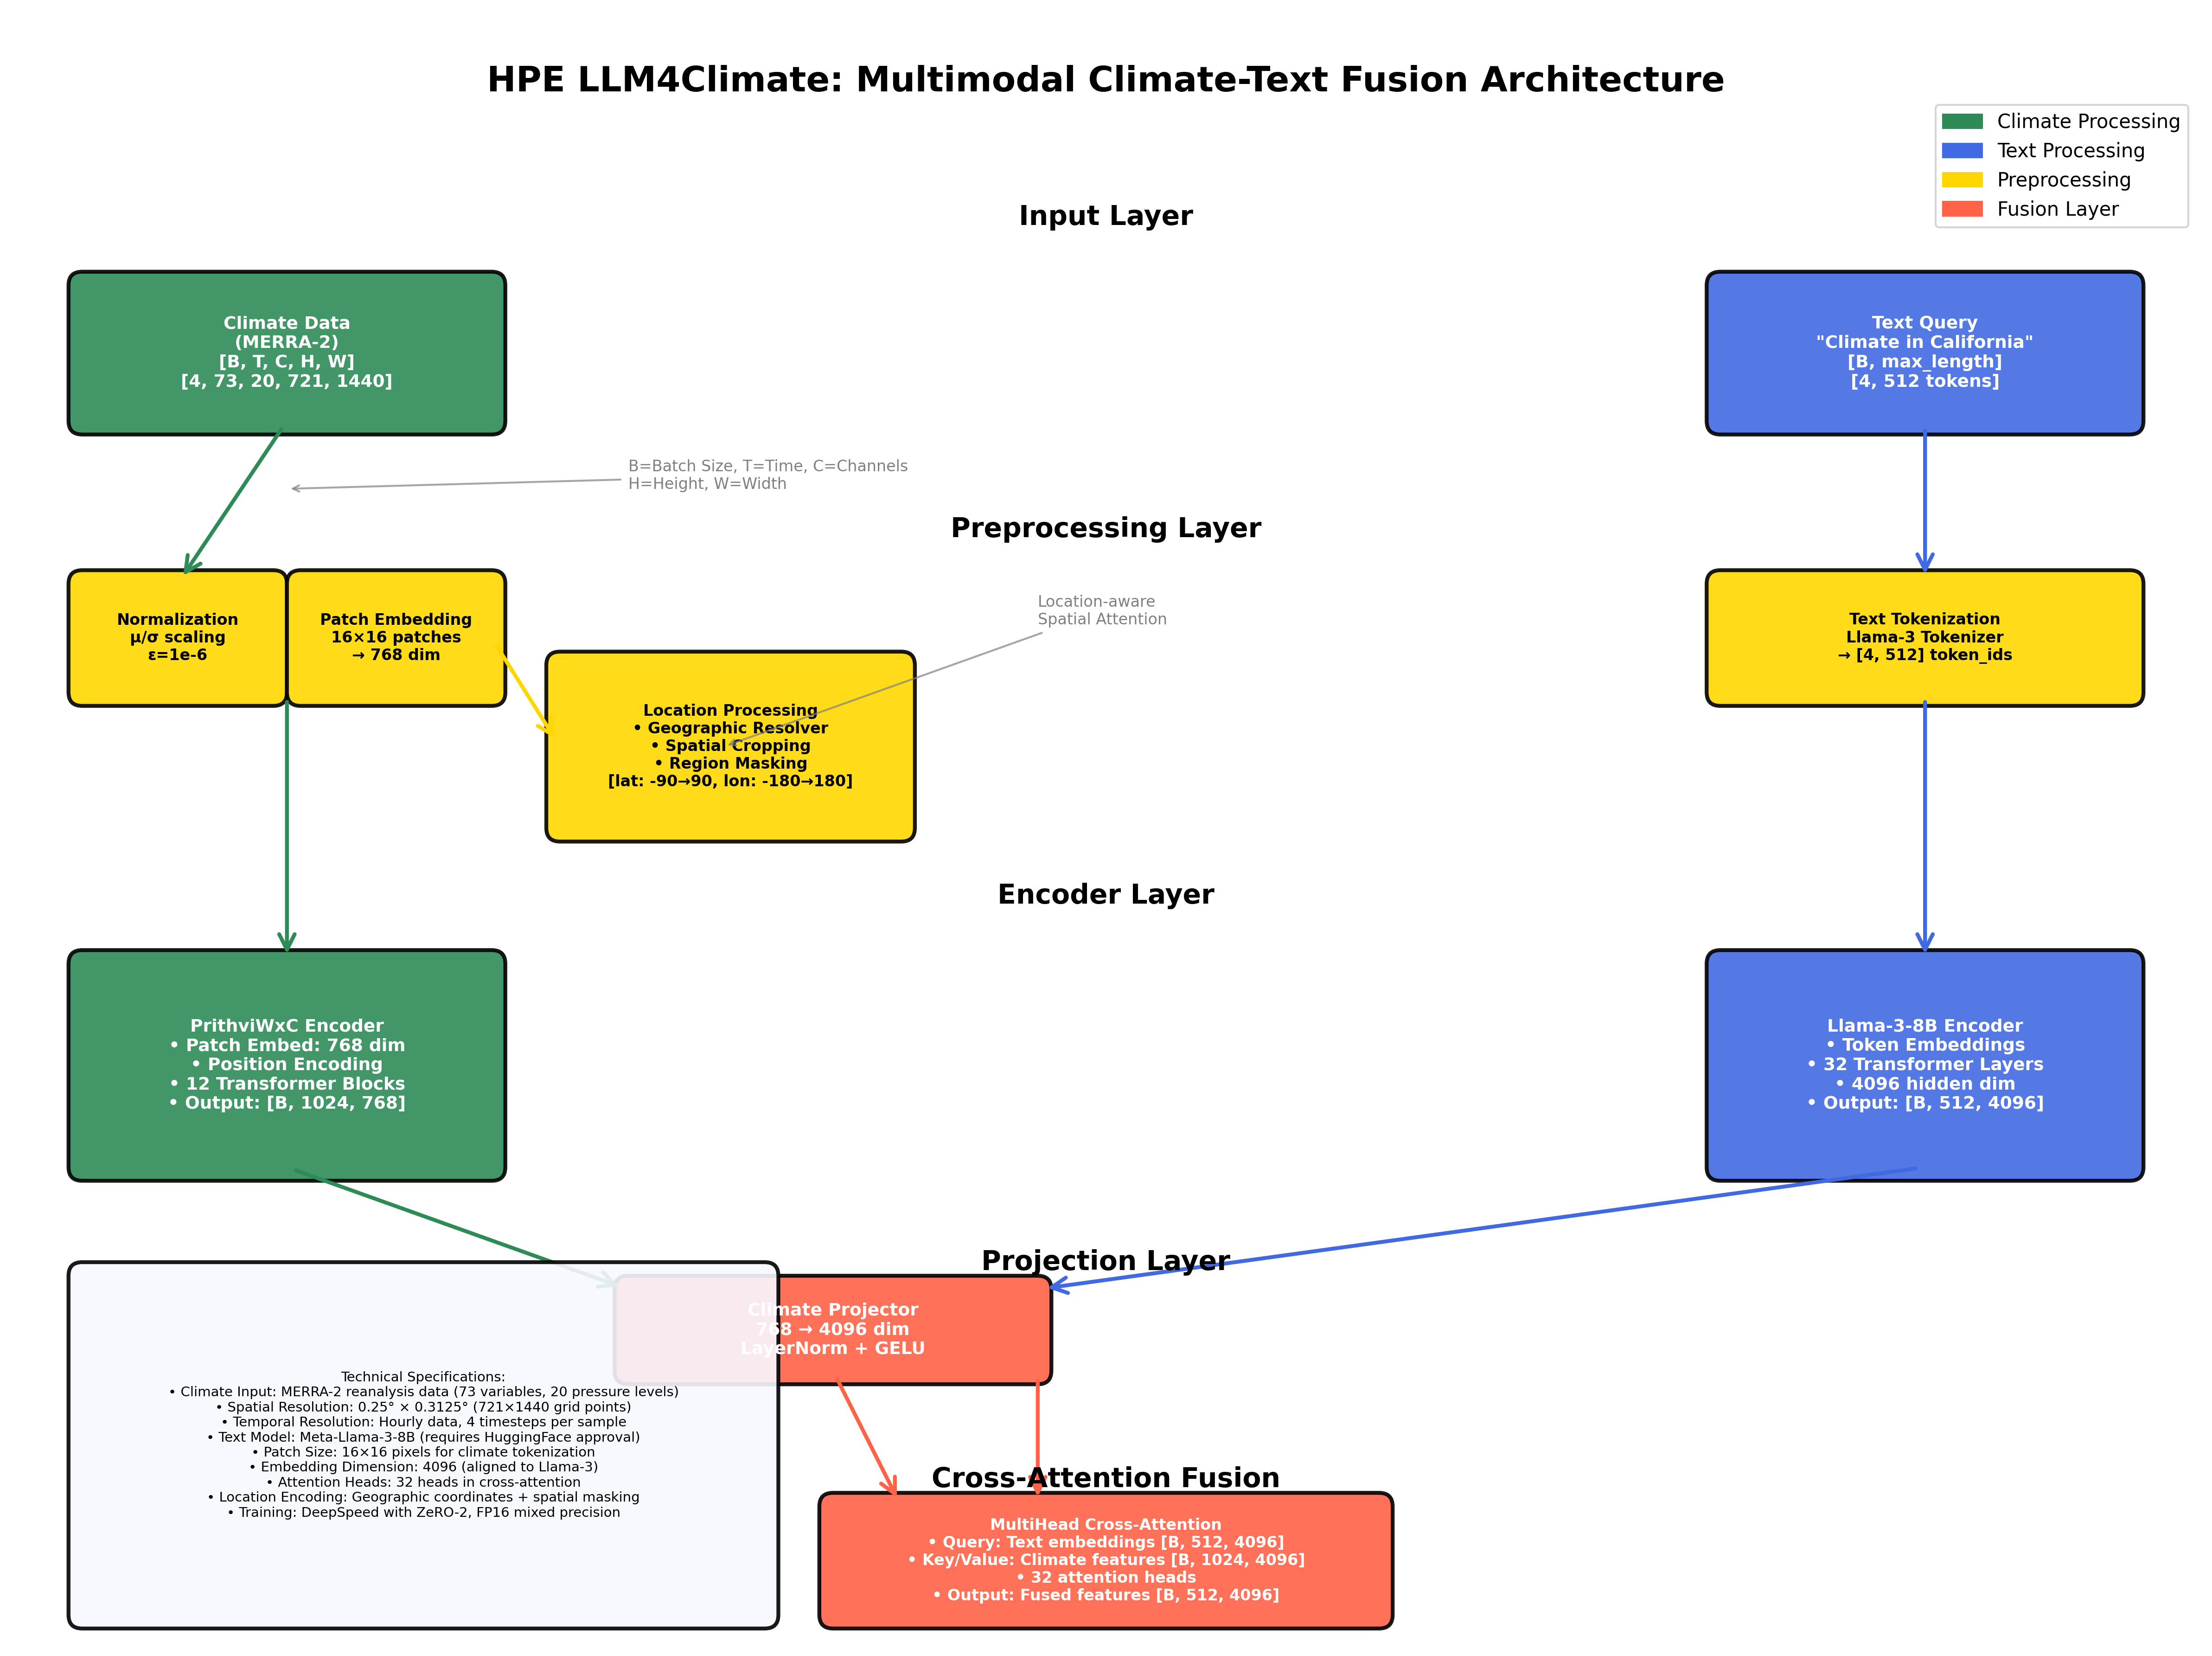 HPE LLM4Climate: Multimodal Climate-Text Fusion Architecture
Climate Processing
Text Processing
Preprocessing
Fusion Layer
Input Layer
Climate Data
(MERRA-2)
[B, T, C, H, W]
[4, 73, 20, 721, 1440]
Text Query
"Climate in California"
[B, max_length]
[4, 512 tokens]
B=Batch Size, T=Time, C=Channels
H=Height, W=Width
Preprocessing Layer
Normalization
μ/σ scaling
ε=1e-6
Patch Embedding
16×16 patches
→ 768 dim
Location-aware
Spatial Attention
Location Processing
• Geographic Resolver
• Spatial Cropping
• Region Masking
[lat: -90→90, lon: -180→180]
Text Tokenization
Llama-3 Tokenizer
→ [4, 512] token_ids
Encoder Layer
PrithviWxC Encoder
• Patch Embed: 768 dim
• Position Encoding
• 12 Transformer Blocks
• Output: [B, 1024, 768]
Llama-3-8B Encoder
• Token Embeddings
• 32 Transformer Layers
• 4096 hidden dim
• Output: [B, 512, 4096]
Projection Layer
Climate Projector
768 → 4096 dim
LayerNorm + GELU
Technical Specifications:
• Climate Input: MERRA-2 reanalysis data (73 variables, 20 pressure levels)
• Spatial Resolution: 0.25° × 0.3125° (721×1440 grid points)
• Temporal Resolution: Hourly data, 4 timesteps per sample
• Text Model: Meta-Llama-3-8B (requires HuggingFace approval)
• Patch Size: 16×16 pixels for climate tokenization
• Embedding Dimension: 4096 (aligned to Llama-3)
• Attention Heads: 32 heads in cross-attention
• Location Encoding: Geographic coordinates + spatial masking
• Training: DeepSpeed with ZeRO-2, FP16 mixed precision
Cross-Attention Fusion
MultiHead Cross-Attention
• Query: Text embeddings [B, 512, 4096]
• Key/Value: Climate features [B, 1024, 4096]
• 32 attention heads
• Output: Fused features [B, 512, 4096]